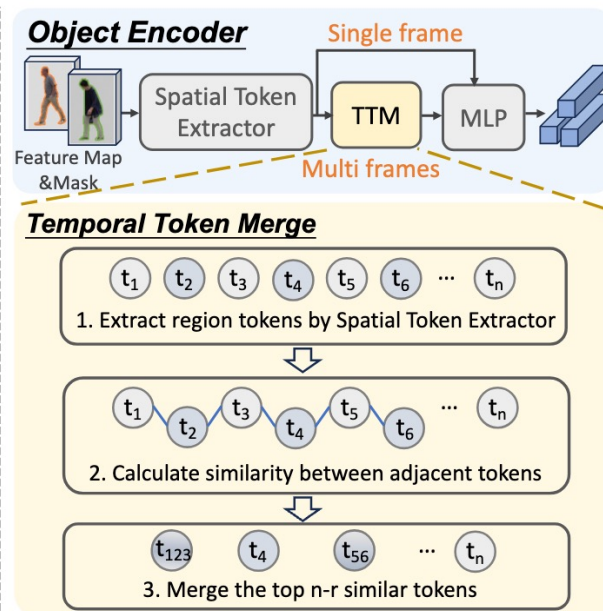 Object Encoder
Single frame
Spatial Token
Extractor
TTM
MLP
Feature Map
&Mask
Multi frames
Temporal Token Merge
t₁ t₂ t₃ t₄ t₅ t₆ ... tₙ
1. Extract region tokens by Spatial Token Extractor
t₁ t₂ t₃ t₄ t₅ t₆ ... tₙ
2. Calculate similarity between adjacent tokens
t₁₂₃ t₄ t₅₆ ... tₙ
3. Merge the top n-r similar tokens